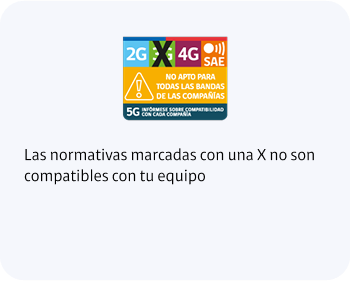 2G 3G 4G SAE
NO APTO PARA
TODAS LAS BANDAS
DE LAS COMPAÑÍAS
5G INFÓRMESE SOBRE COMPATIBILIDAD
CON CADA COMPAÑÍA
Las normativas marcadas con una X no son
compatibles con tu equipo